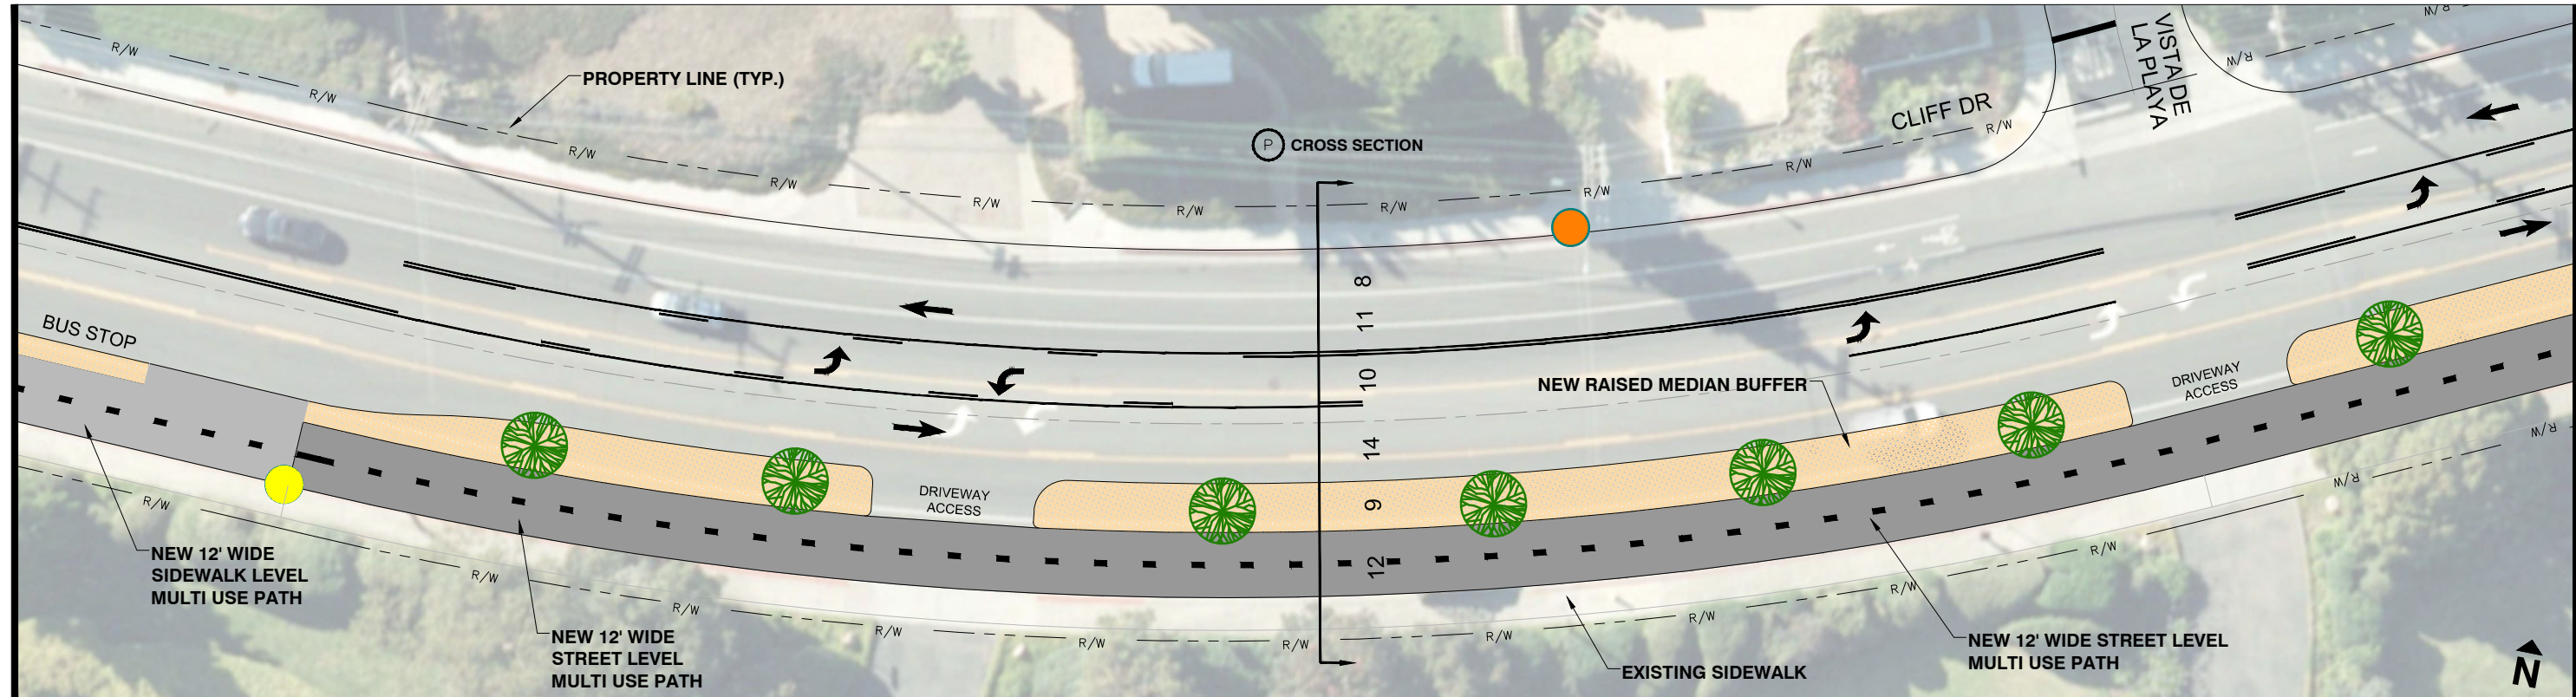 R/W
R/W
PROPERTY LINE (TYP.)
R/W
R/W
R/W
R/W
R/W
R/W
R/W
R/W
R/W
R/W
CLIFF DR
VISTA DE
LA PLAYA
P
CROSS SECTION
8
11
10
14
9
12
BUS STOP
NEW RAISED MEDIAN BUFFER
DRIVEWAY
ACCESS
DRIVEWAY
ACCESS
R/W
R/W
R/W
R/W
R/W
R/W
R/W
R/W
R/W
R/W
R/W
R/W
NEW 12' WIDE
SIDEWALK LEVEL
MULTI USE PATH
NEW 12' WIDE
STREET LEVEL
MULTI USE PATH
EXISTING SIDEWALK
NEW 12' WIDE STREET LEVEL
MULTI USE PATH
N